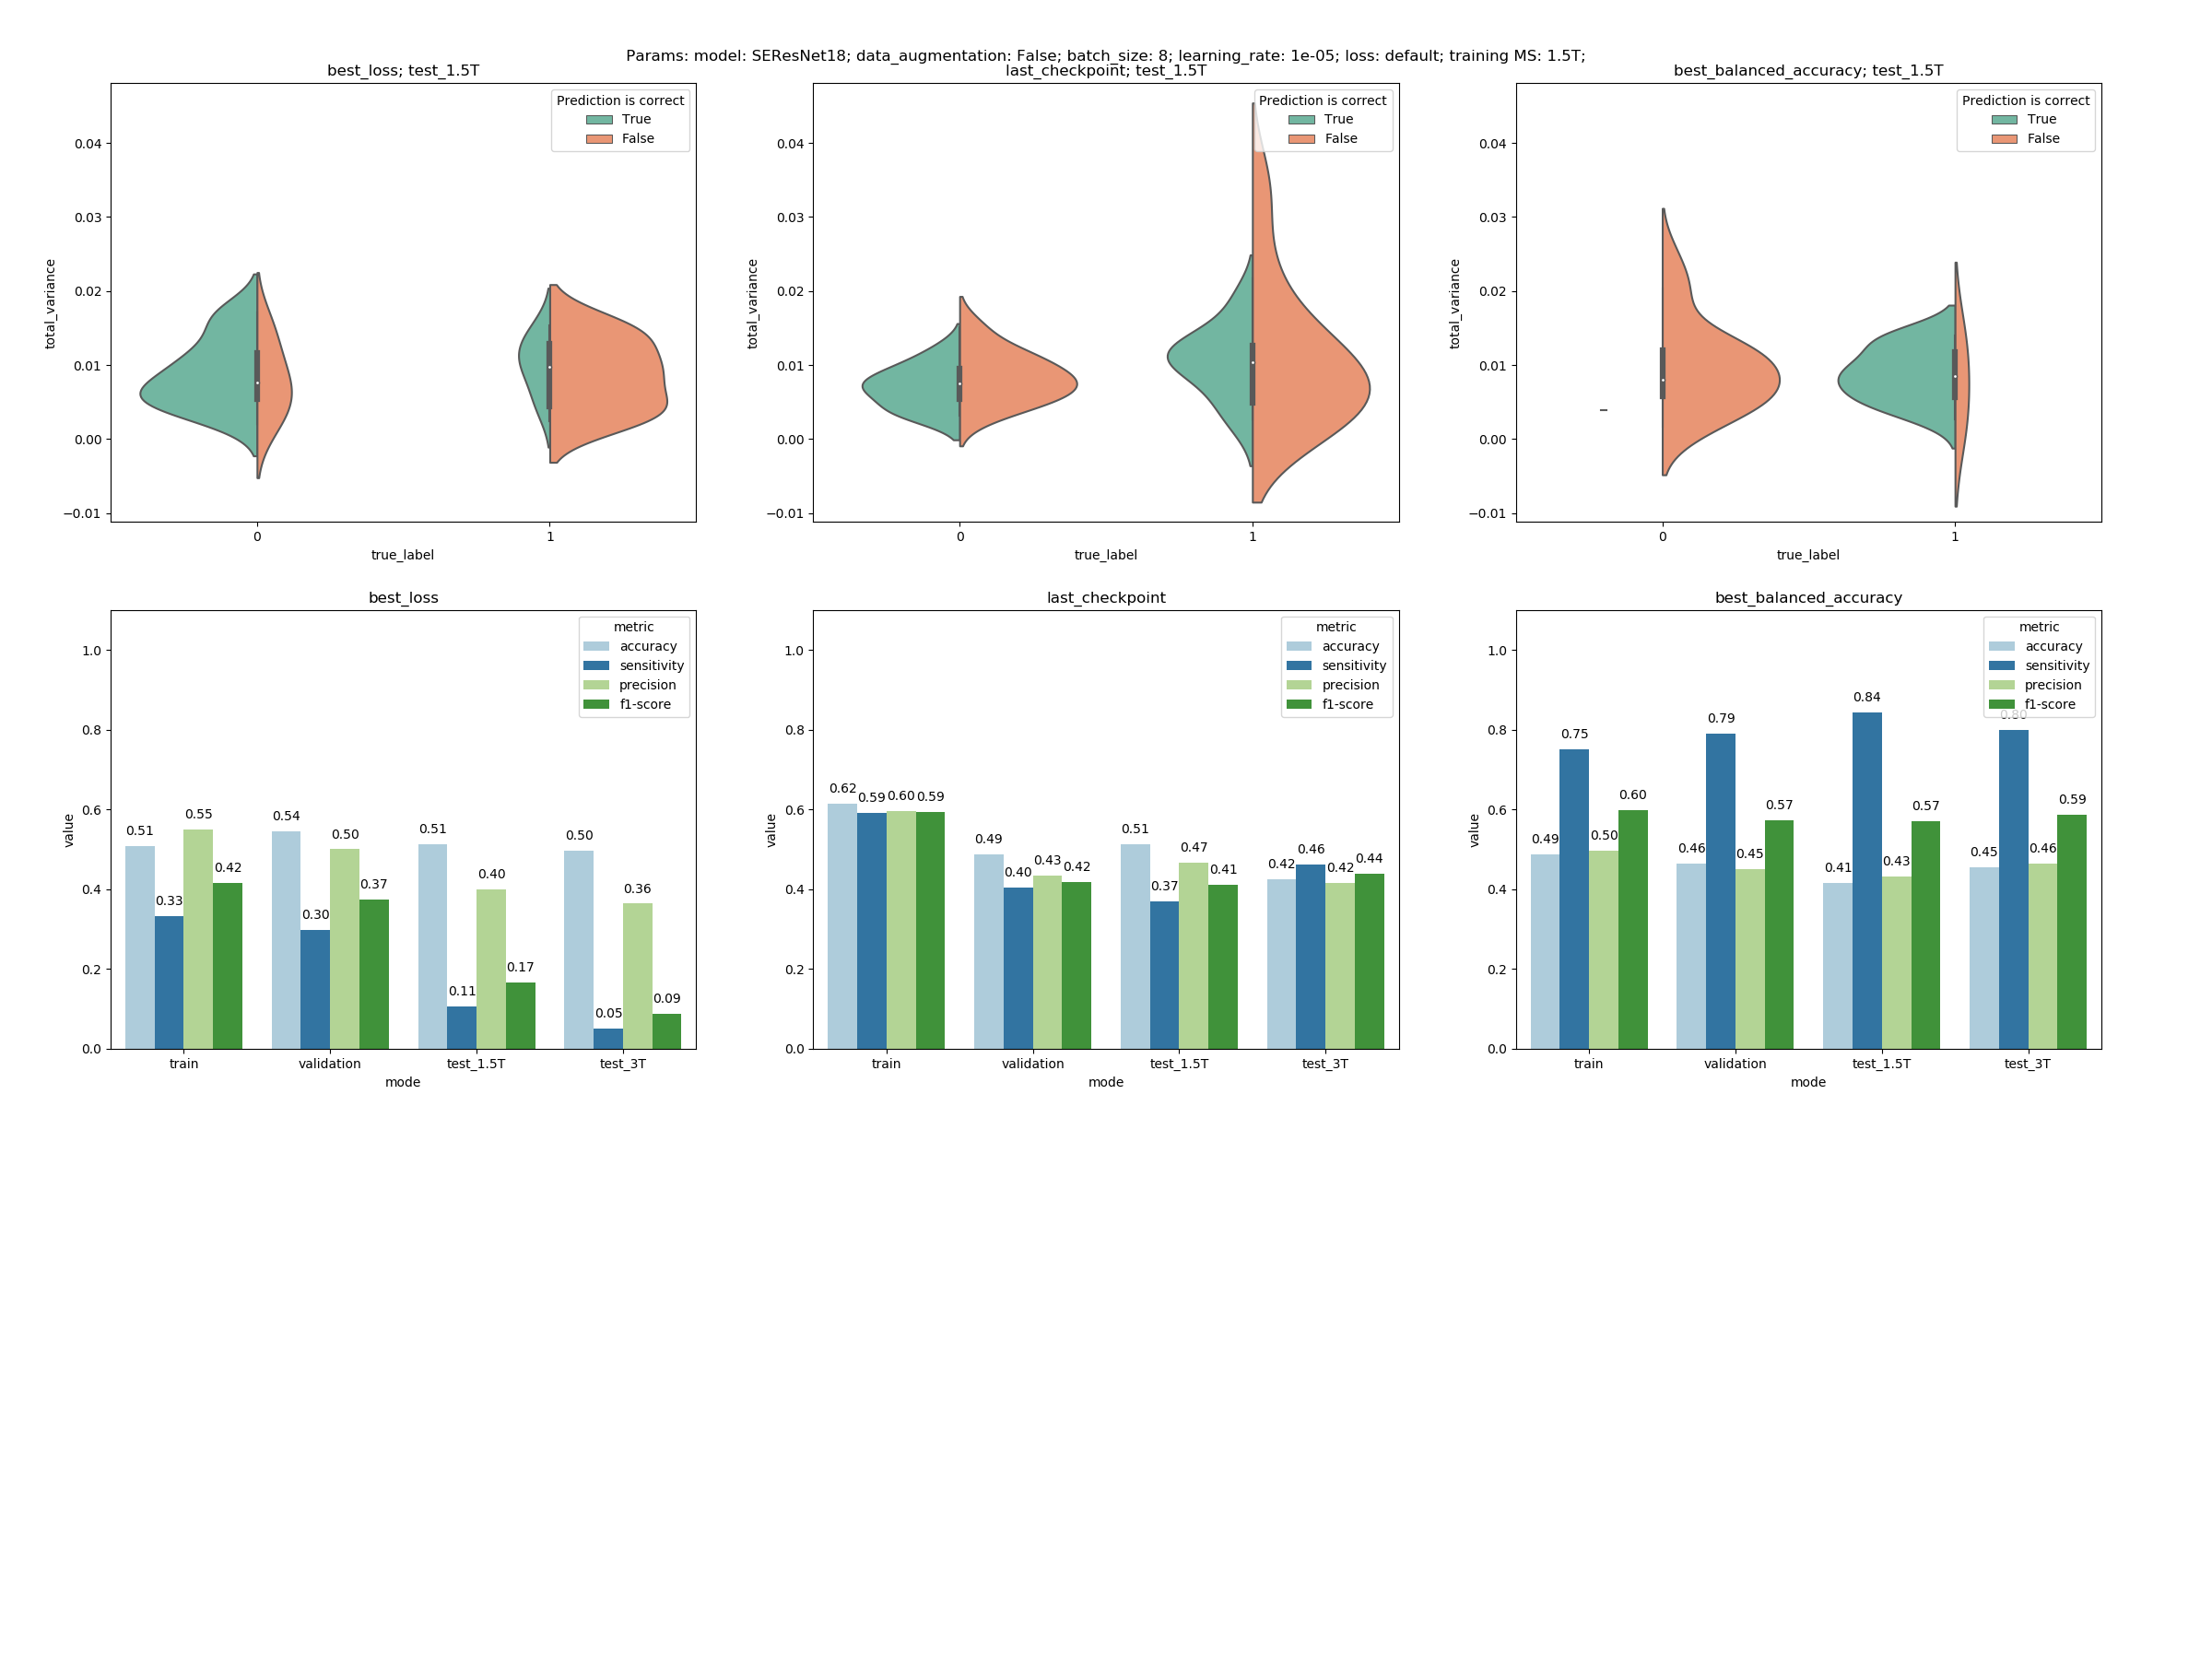 Params: model: SEResNet18; data_augmentation: False; batch_size: 8; learning_rate: 1e-05; loss: default; training MS: 1.5T;
best_loss; test_1.5T
Prediction is correct
True
False
0.04
0.03
0.02
0.01
0.00
−0.01
total_variance
0
1
true_label
last_checkpoint; test_1.5T
Prediction is correct
True
False
0.04
0.03
0.02
0.01
0.00
−0.01
total_variance
0
1
true_label
best_balanced_accuracy; test_1.5T
Prediction is correct
True
False
0.04
0.03
0.02
0.01
0.00
−0.01
total_variance
0
1
true_label
best_loss
metric
accuracy
sensitivity
precision
f1-score
1.0
0.8
0.6
0.4
0.2
0.0
value
0.51
0.33
0.55
0.42
0.54
0.30
0.50
0.37
0.51
0.11
0.40
0.17
0.50
0.05
0.36
0.09
train
validation
test_1.5T
test_3T
mode
last_checkpoint
metric
accuracy
sensitivity
precision
f1-score
1.0
0.8
0.6
0.4
0.2
0.0
value
0.62
0.59
0.60
0.59
0.49
0.40
0.43
0.42
0.51
0.37
0.47
0.41
0.42
0.46
0.42
0.44
train
validation
test_1.5T
test_3T
mode
best_balanced_accuracy
metric
accuracy
sensitivity
precision
f1-score
1.0
0.8
0.6
0.4
0.2
0.0
value
0.49
0.75
0.50
0.60
0.46
0.79
0.45
0.57
0.41
0.84
0.43
0.57
0.45
0.80
0.46
0.59
train
validation
test_1.5T
test_3T
mode